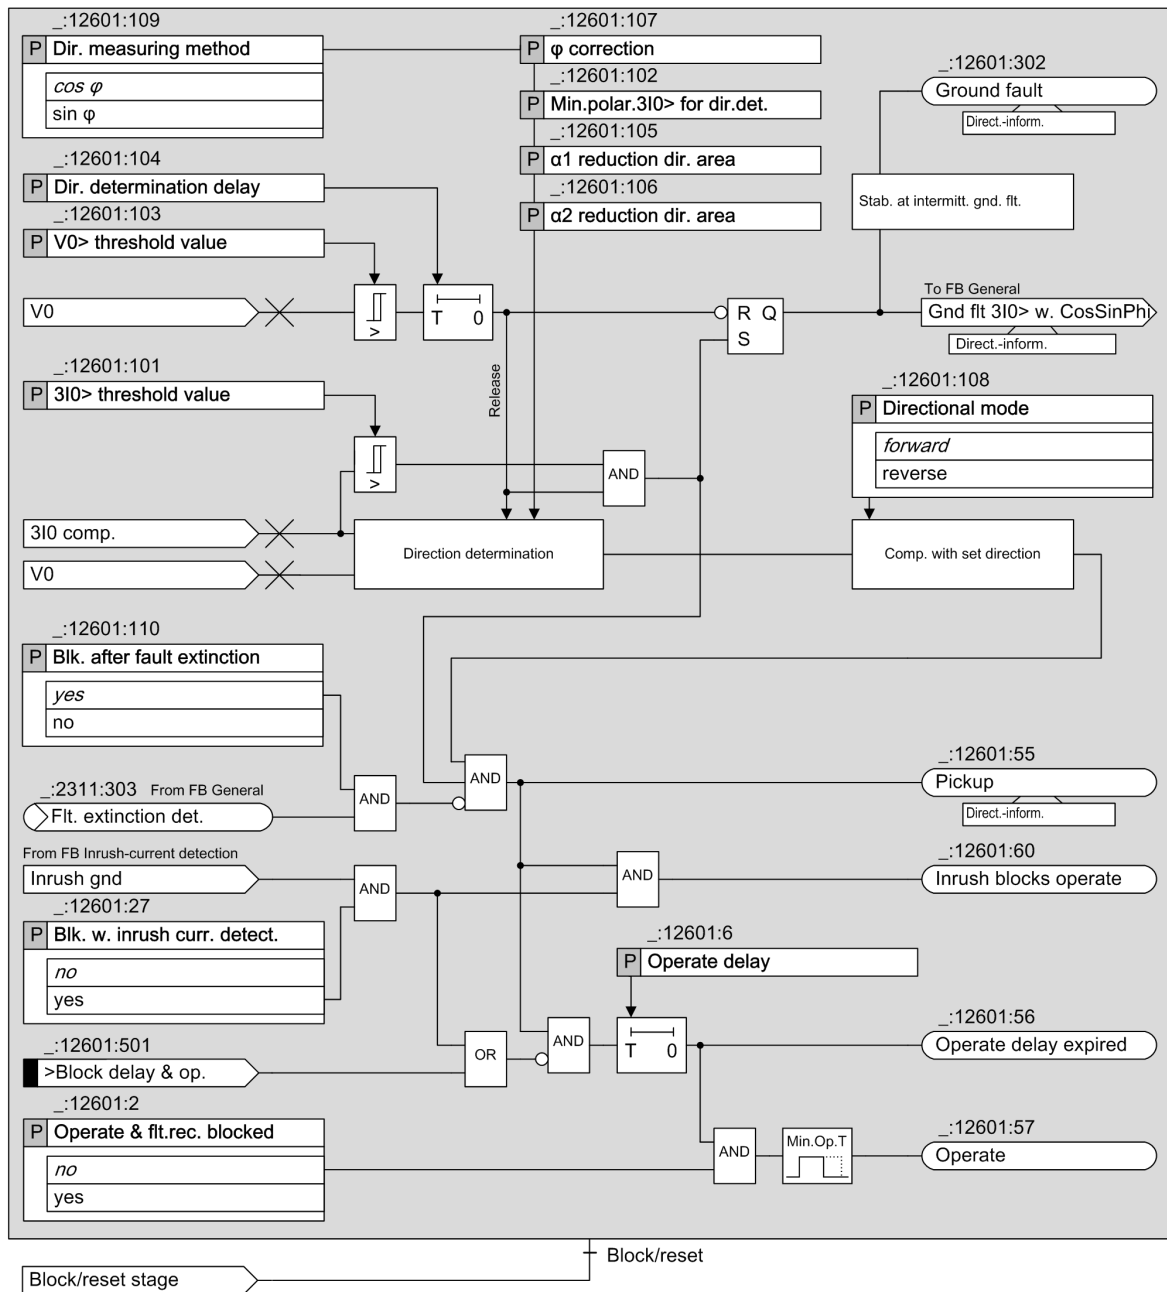 _:12601:109
P Dir. measuring method
cos φ
sin φ
_:12601:107
P φ correction
_:12601:102
P Min.polar.3I0> for dir.det.
_:12601:105
P α1 reduction dir. area
_:12601:106
P α2 reduction dir. area
_:12601:302
Ground fault
Direct.-inform.
Stab. at intermitt. gnd. flt.
_:12601:104
P Dir. determination delay
_:12601:103
P V0> threshold value
V0
>
T 0
Release
R Q
S
To FB General
Gnd flt 3I0> w. CosSinPhi
Direct.-inform.
_:12601:101
P 3I0> threshold value
>
AND
_:12601:108
P Directional mode
forward
reverse
3I0 comp.
V0
Direction determination
Comp. with set direction
_:12601:110
P Blk. after fault extinction
yes
no
_:2311:303 From FB General
Flt. extinction det.
AND
AND
_:12601:55
Pickup
Direct.-inform.
From FB Inrush-current detection
Inrush gnd
AND
AND
_:12601:60
Inrush blocks operate
_:12601:27
P Blk. w. inrush curr. detect.
no
yes
_:12601:6
P Operate delay
_:12601:501
>Block delay & op.
OR
AND
T 0
_:12601:56
Operate delay expired
_:12601:2
P Operate & flt.rec. blocked
no
yes
AND
Min.Op.T
_:12601:57
Operate
Block/reset
Block/reset stage